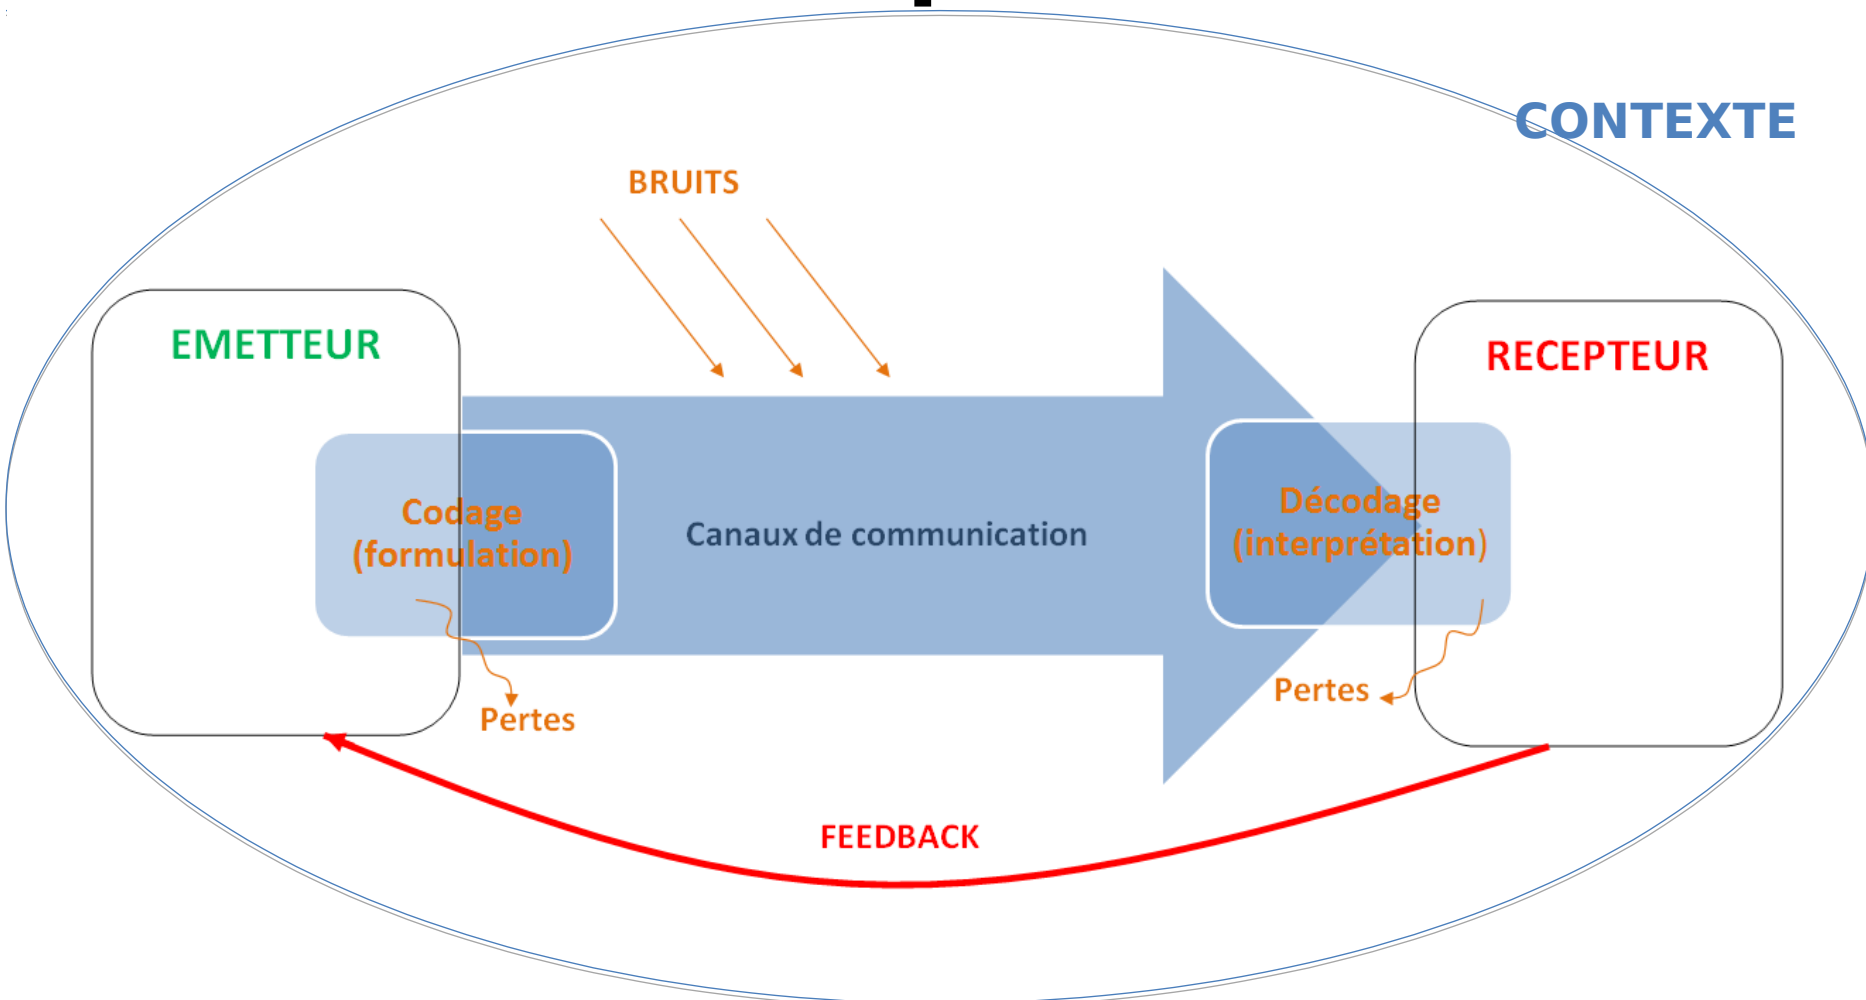 CONTEXTE
BRUITS
EMETTEUR
RECEPTEUR
Codage
(formulation)
Canaux de communication
Décodage
(interprétation)
Pertes
Pertes
FEEDBACK